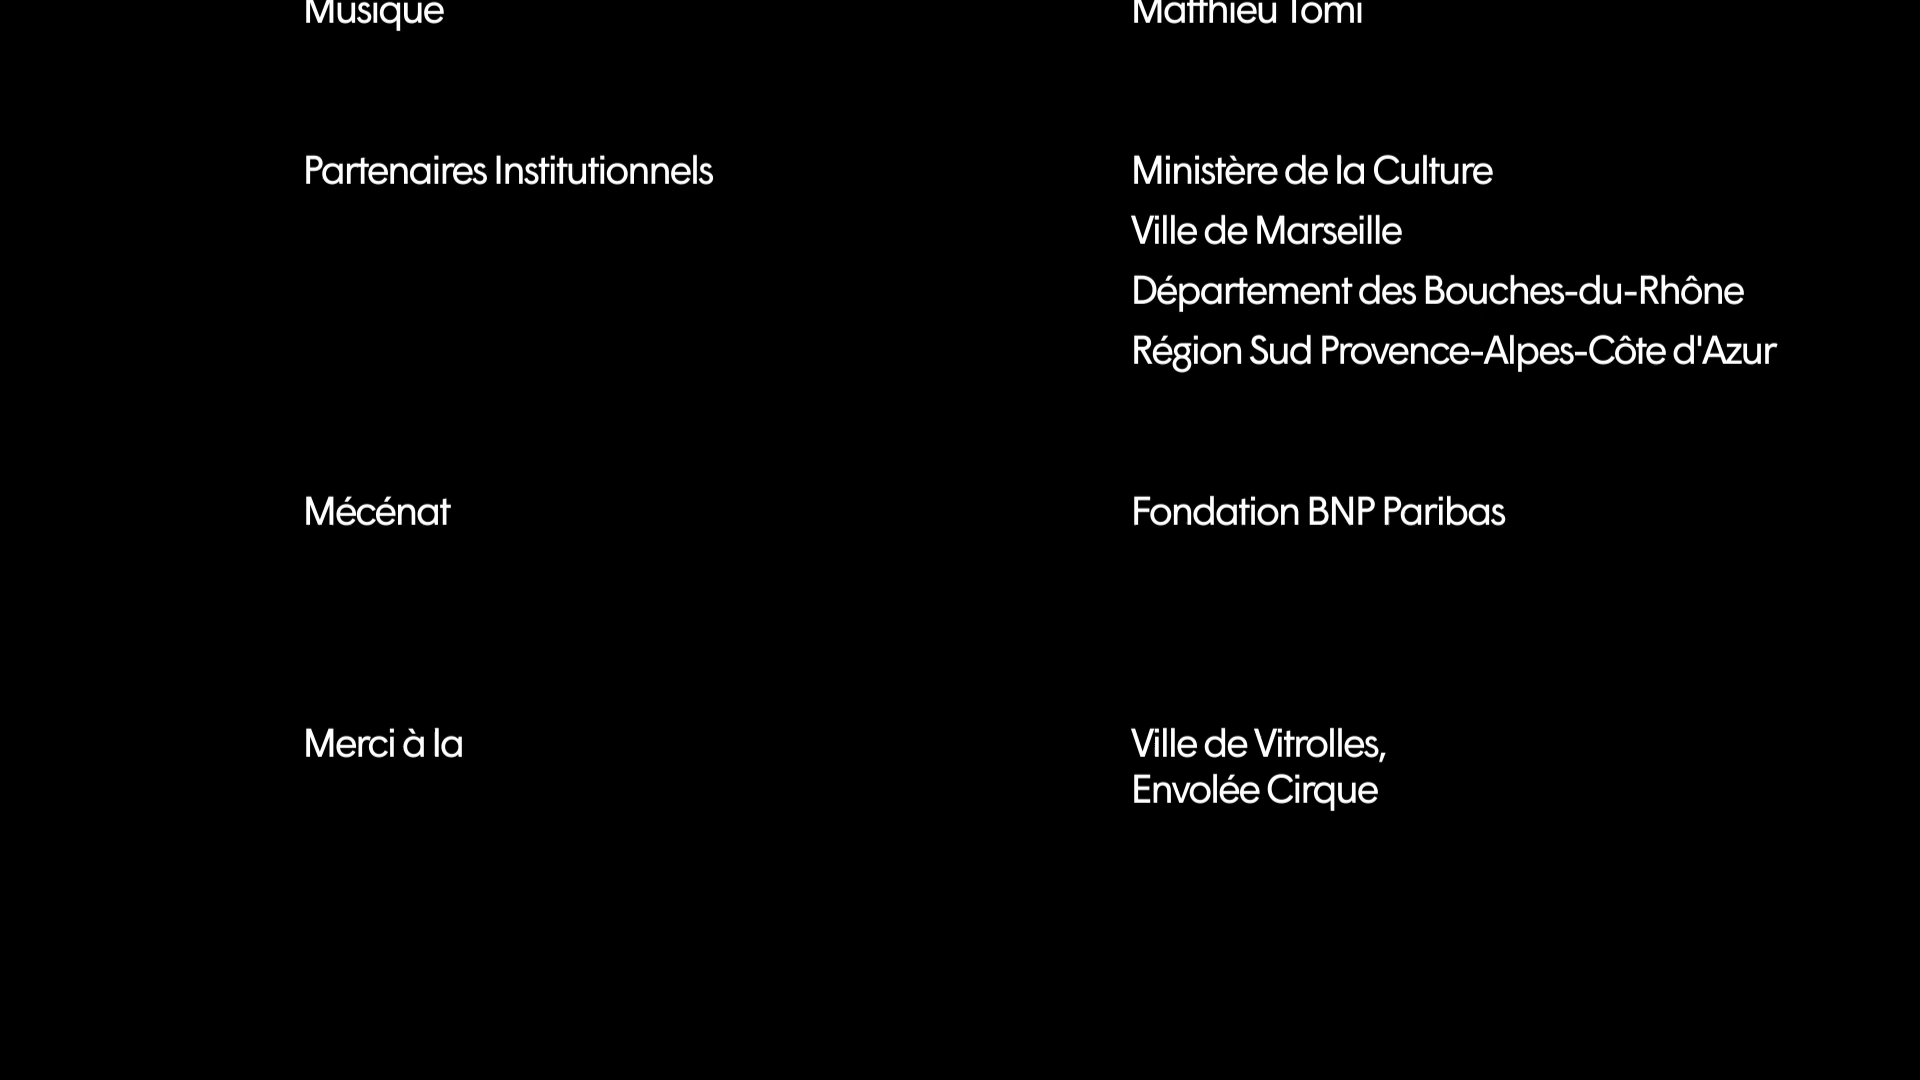 Musique Matthieu Tomi
Partenaires Institutionnels Ministère de la Culture
Ville de Marseille
Département des Bouches-du-Rhône
Région Sud Provence-Alpes-Côte d'Azur
Mécénat Fondation BNP Paribas
Merci à la Ville de Vitrolles,
Envolée Cirque